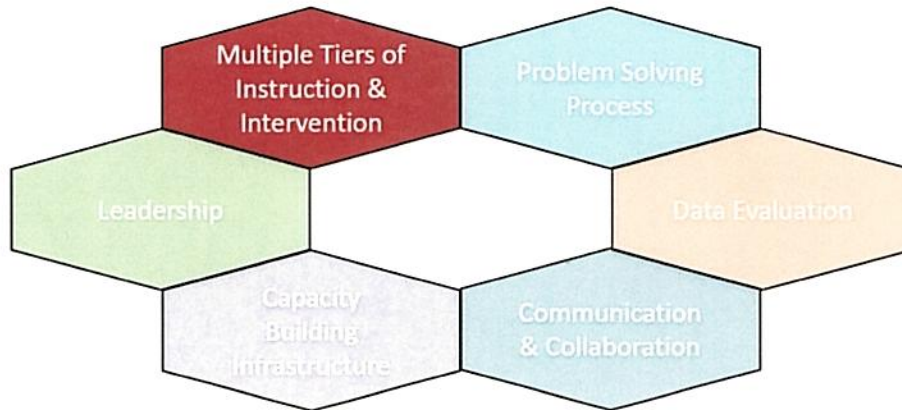 Multiple Tiers of
Instruction &
Intervention
Problem Solving
Process
Leadership
Data Evaluation
Capacity
Building
Infrastructure
Communication
& Collaboration